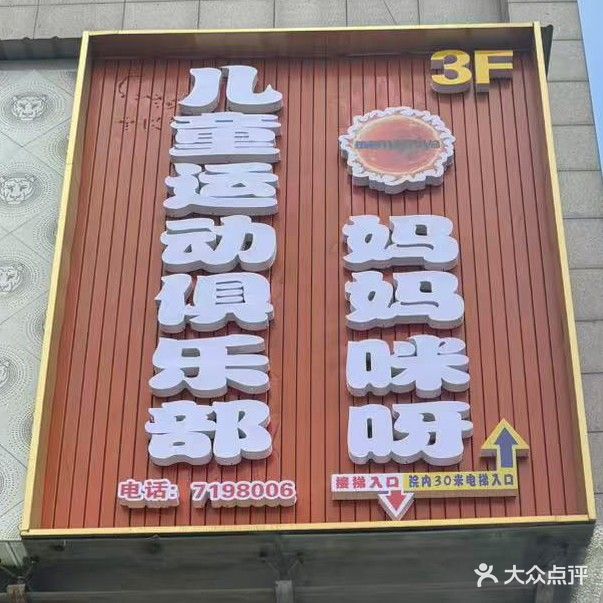 3F
妈妈咪呀
儿童运动俱乐部
电话：7198006
接梯入口
院内30米电梯入口
大众点评